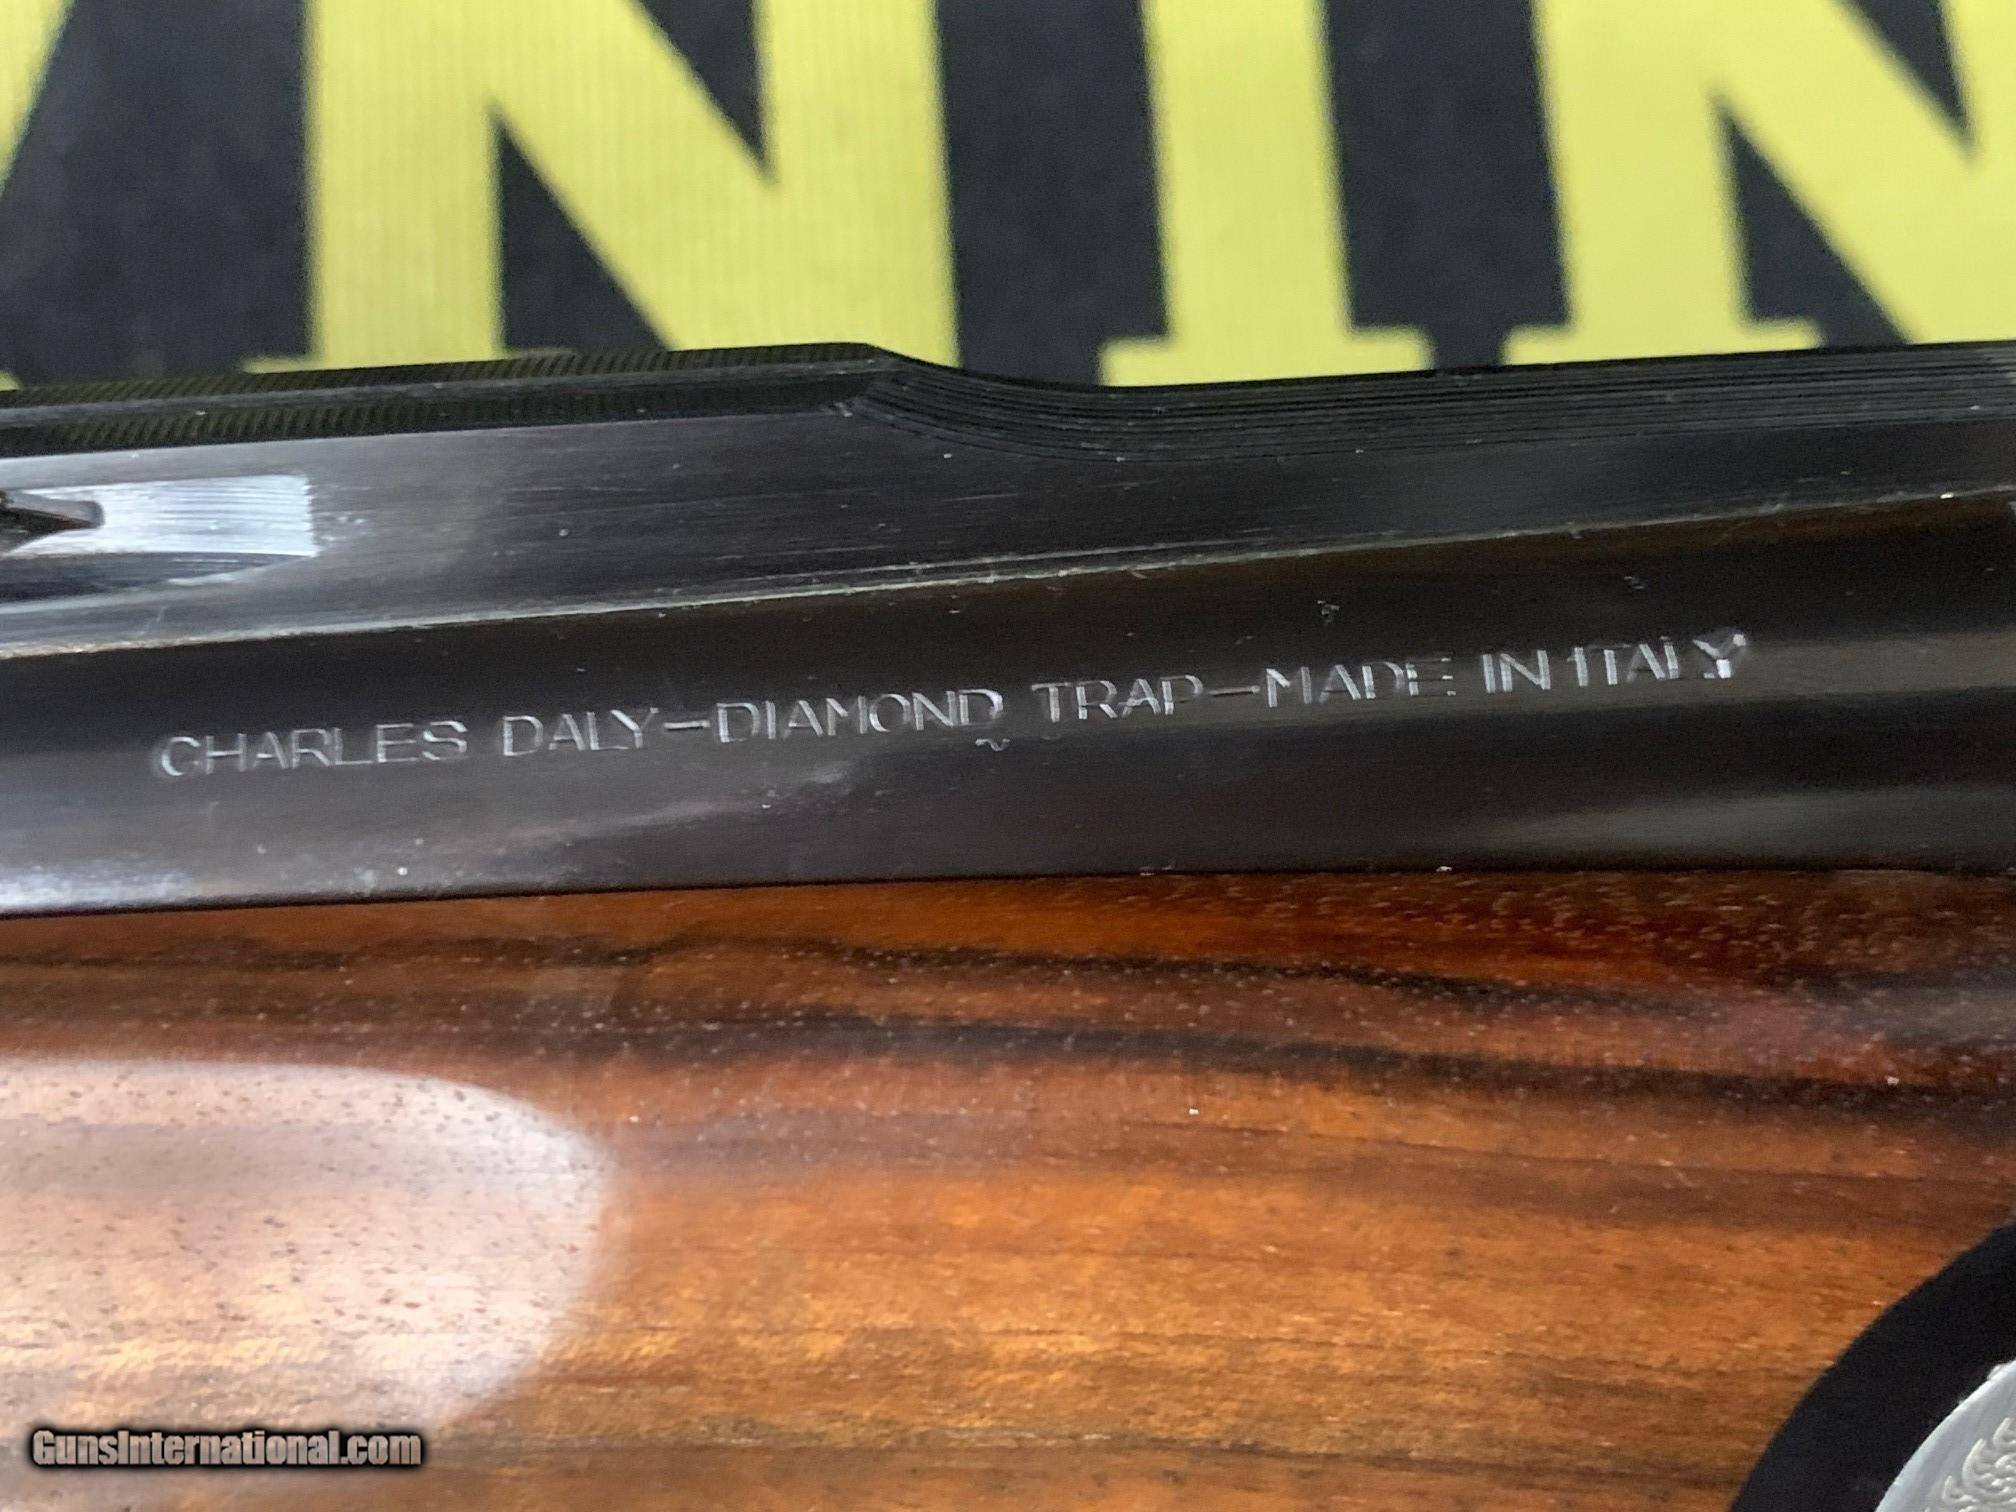 CHARLES DALY-DIAMOND TRAP-MADE IN ITALY
GunsInternational.com